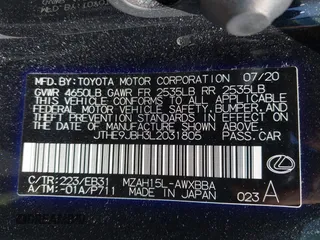 MFD.BY:TOYOTA MOTOR CORPORATION 07/20
GVWR 4650LB GAWR FR 2535LB RR 2535LB
THIS VEHICLE CONFORMS TO ALL APPLICABLE
FEDERAL MOTOR VEHICLE SAFETY, BUMPER, AND
THEFT PREVENTION STANDARDS IN EFFECT ON THE
DATE OF MANUFACTURE SHOWN ABOVE.
JTHE9JBH3L2031805 PASS.CAR
C/TR:223/EB31 MZAH15L-AWXBBA
A/TM:-01A/P711 MADE IN JAPAN 023 A